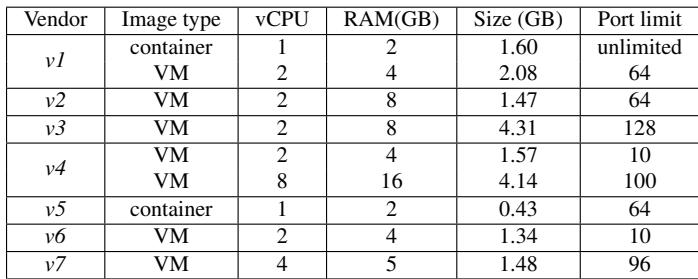 Vendor Image type vCPU RAM(GB) Size (GB) Port limit
v1 container 1 2 1.60 unlimited
VM 2 4 2.08 64
v2 VM 2 8 1.47 64
v3 VM 2 8 4.31 128
v4 VM 2 4 1.57 10
VM 8 16 4.14 100
v5 container 1 2 0.43 64
v6 VM 2 4 1.34 10
v7 VM 4 5 1.48 96